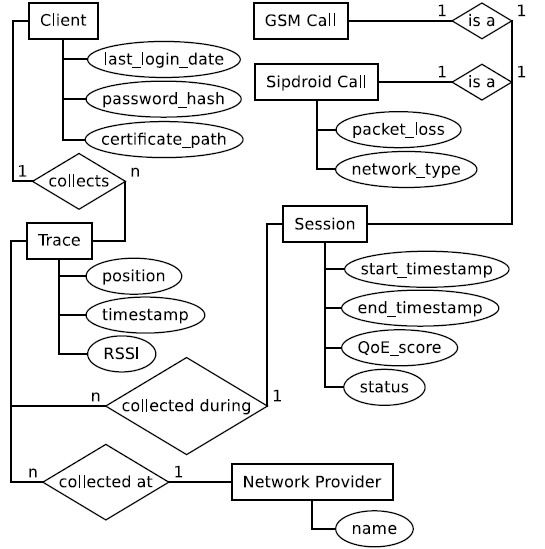 Client
last_login_date
password_hash
certificate_path
1
collects
n
GSM Call
1
is a
1
Sipdroid Call
1
is a
1
packet_loss
network_type
Trace
position
timestamp
RSSI
Session
start_timestamp
end_timestamp
QoE_score
status
n
collected during
1
n
collected at
1
Network Provider
name